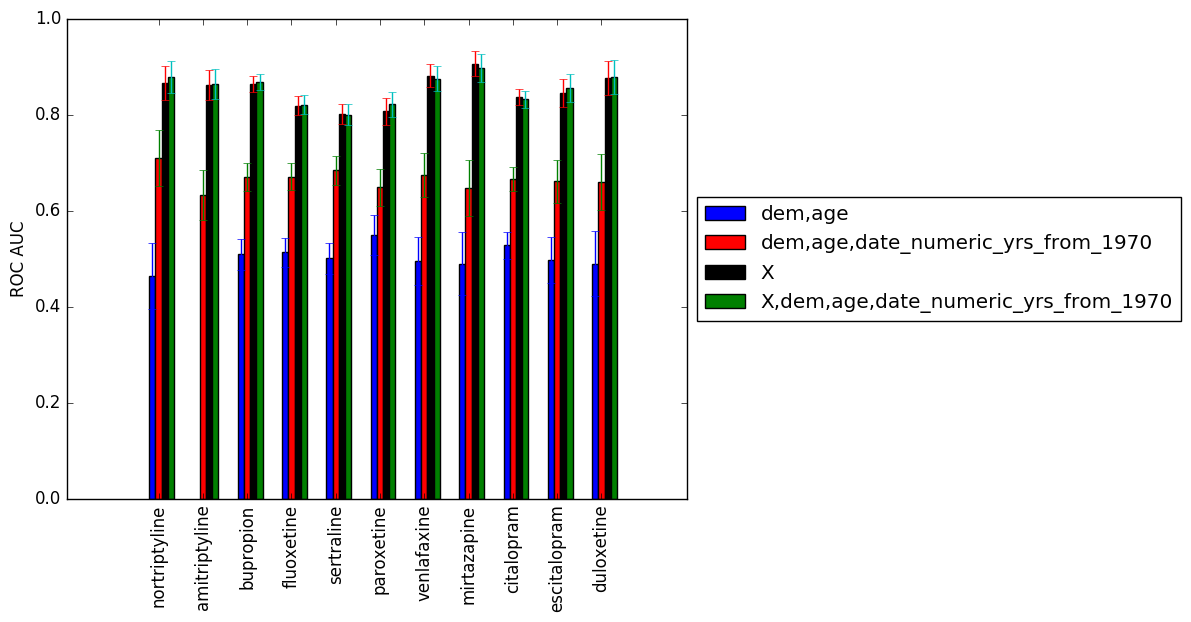 1.0
0.8
0.6
0.4
0.2
0.0
ROC AUC
nortriptyline
amitriptyline
bupropion
fluoxetine
sertraline
paroxetine
venlafaxine
mirtazapine
citalopram
escitalopram
duloxetine
dem,age
dem,age,date_numeric_yrs_from_1970
X
X,dem,age,date_numeric_yrs_from_1970